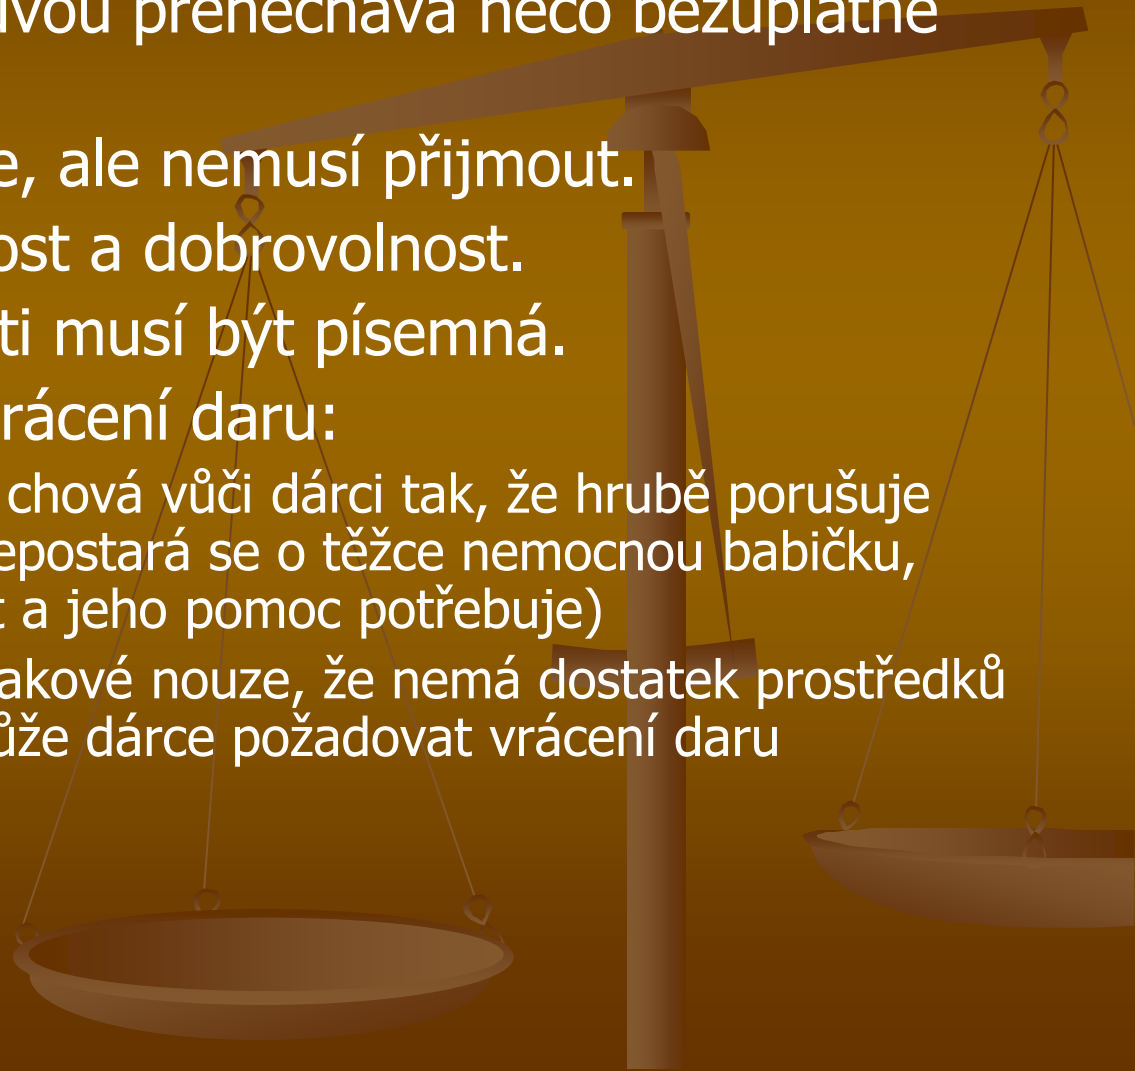 uvou přenechává něco bezúplatně
e, ale nemusí přijmout.
ost a dobrovolnost.
ti musí být písemná.
rácení daru:
chová vůči dárci tak, že hrubě porušuje
epostará se o těžce nemocnou babičku,
t a jeho pomoc potřebuje)
akové nouze, že nemá dostatek prostředků
ůže dárce požadovat vrácení daru